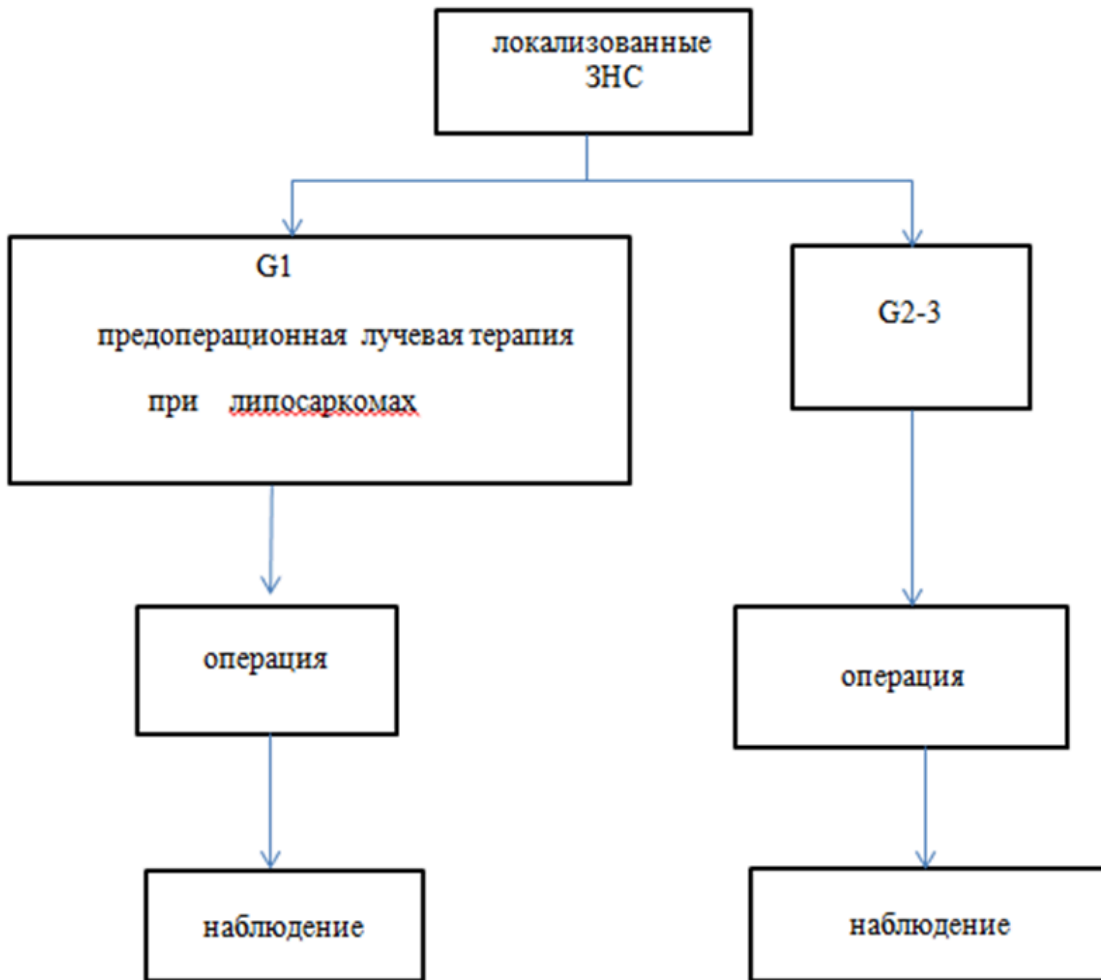 локализованные
ЗНС
G1
предоперационная лучевая терапия
при липосаркомах
G2-3
операция
операция
наблюдение
наблюдение